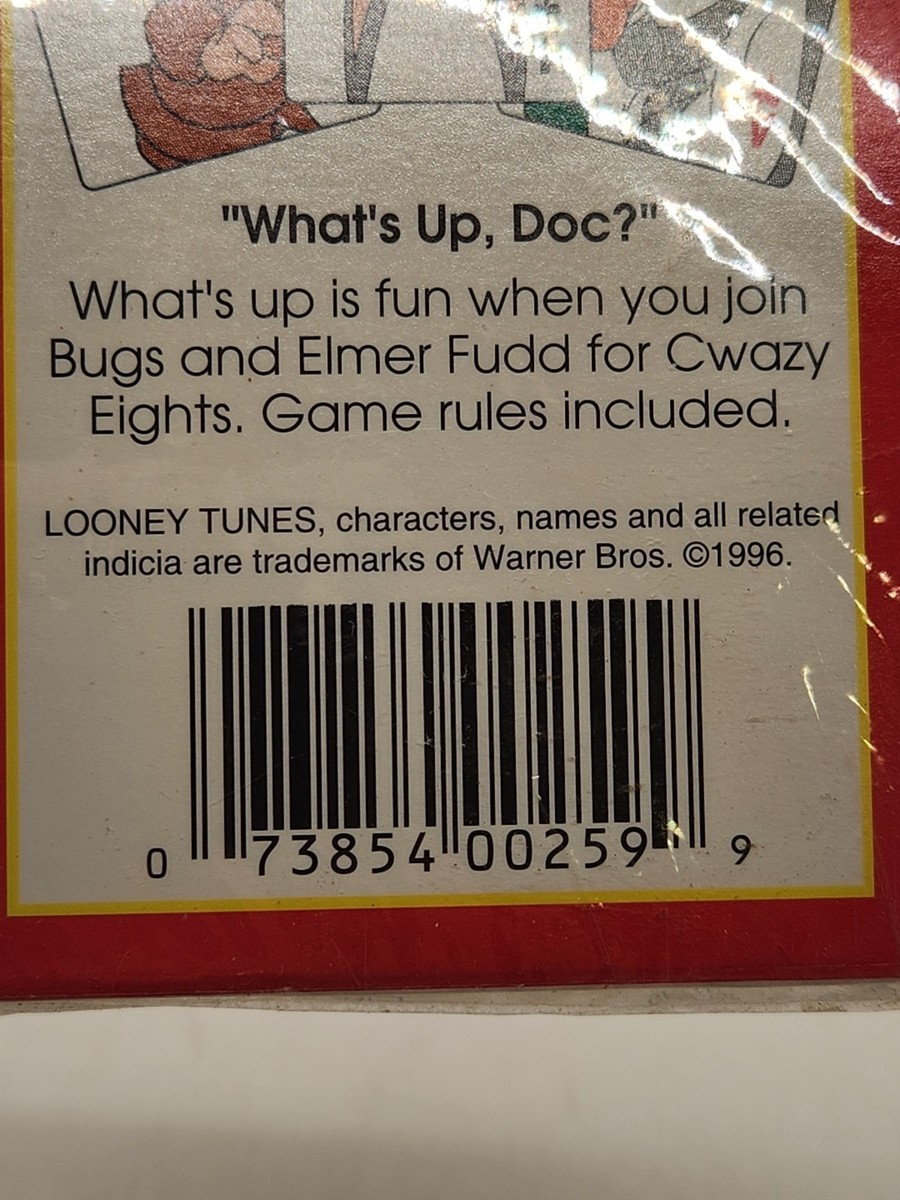 "What's Up, Doc?"
What's up is fun when you join
Bugs and Elmer Fudd for Cwazy
Eights. Game rules included.
LOONEY TUNES, characters, names and all related
indicia are trademarks of Warner Bros. ©1996.
0 73854 00259 9